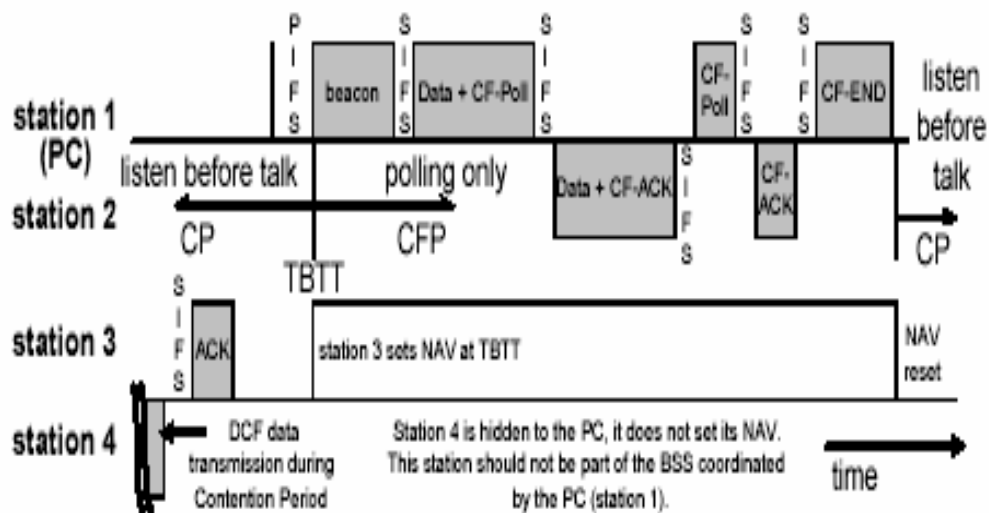 P I F S
S I F S
S I F S
S I F S
S I F S
beacon
Data + CF-Poll
CF-
Poll
CF-END
listen
before
talk
station 1
(PC)
listen before talk
polling only
Data + CF-ACK
S I F S
CF-
ACK
station 2
CP
CFP
CP
TBTT
S I F S
station 3
ACK
station 3 sets NAV at TBTT
NAV
reset
station 4
DCF data
transmission during
Contention Period
Station 4 is hidden to the PC, it does not set its NAV.
This station should not be part of the BSS coordinated
by the PC (station 1).
time